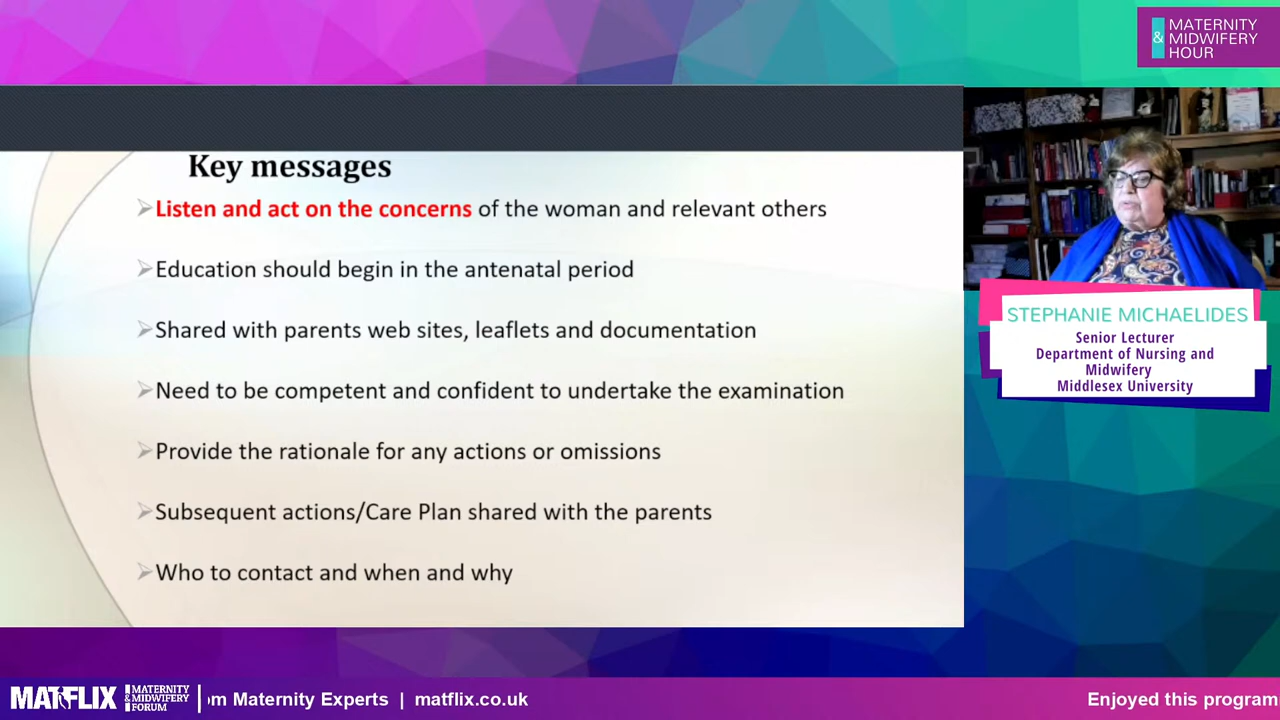 MATERNITY
& MIDWIFERY
HOUR
Key messages
Listen and act on the concerns of the woman and relevant others
Education should begin in the antenatal period
Shared with parents web sites, leaflets and documentation
Need to be competent and confident to undertake the examination
Provide the rationale for any actions or omissions
Subsequent actions/Care Plan shared with the parents
Who to contact and when and why
STEPHANIE MICHAELIDES
Senior Lecturer
Department of Nursing and
Midwifery
Middlesex University
MATFLIX
MATERNITY
& MIDWIFERY
FORUM
Maternity Experts | matflix.co.uk
Enjoyed this program